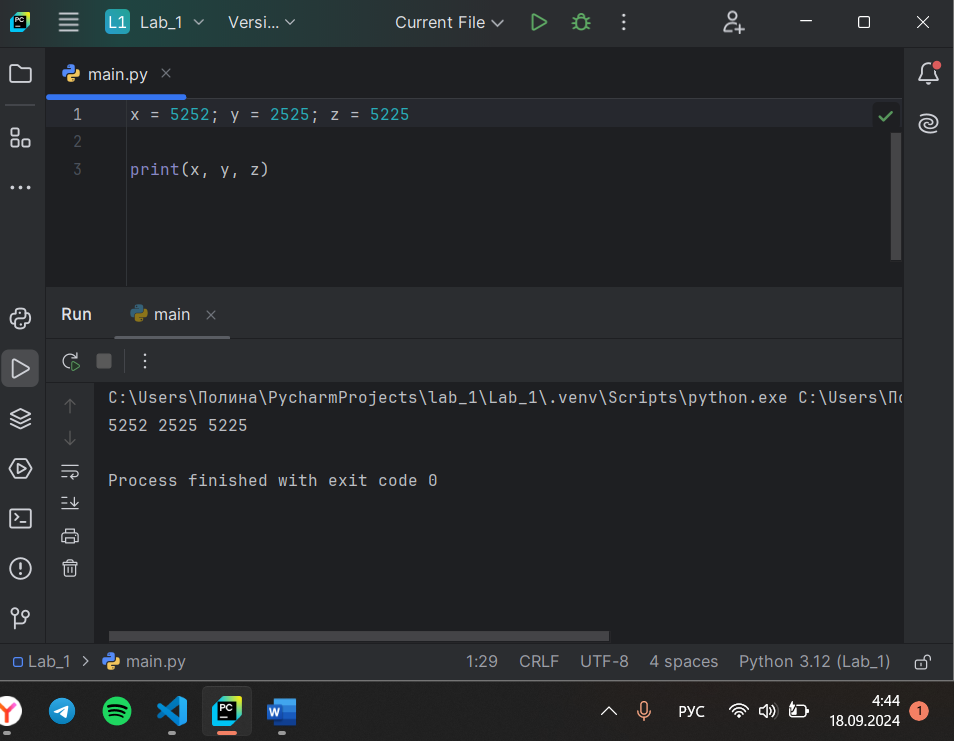 PC L1 Lab_1 Versi... Current File
main.py
1 x = 5252; y = 2525; z = 5225
2
3 print(x, y, z)
Run main
C:\Users\Полина\PycharmProjects\lab_1\Lab_1\.venv\Scripts\python.exe C:\Users\По
5252 2525 5225
Process finished with exit code 0
Lab_1 > main.py 1:29 CRLF UTF-8 4 spaces Python 3.12 (Lab_1)
Y PC W РУС 4:44 1
18.09.2024